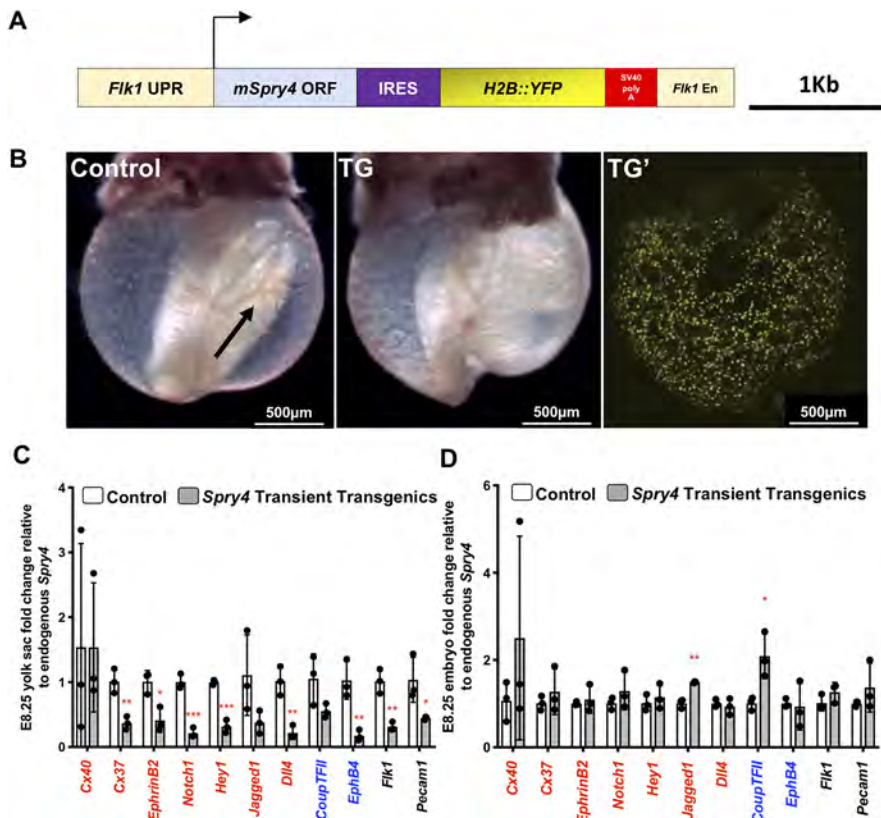 A
Flk1 UPR
mSpry4 ORF
IRES
H2B::YFP
SV40
poly
A
Flk1 En
1Kb
B
Control
TG
TG’
500µm
500µm
500µm
C
Control
Spry4 Transient Transgenics
E8.25 yolk sac fold change relative
to endogenous Spry4
4
3
2
1
0
**
*
***
***
**
**
**
*
Cx40
Cx37
EphrinB2
Notch1
Hey1
Jagged1
Dll4
CoupTFII
EphB4
Flk1
Pecam1
D
Control
Spry4 Transient Transgenics
E8.25 embryo fold change relative
to endogenous Spry4
6
4
2
0
**
*
Cx40
Cx37
EphrinB2
Notch1
Hey1
Jagged1
Dll4
CoupTFII
EphB4
Flk1
Pecam1